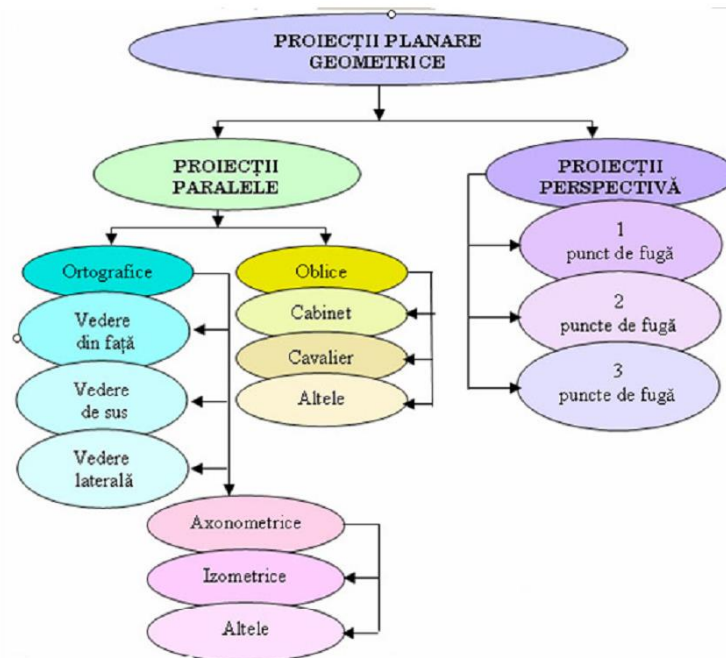 PROIECȚII PLANARE
GEOMETRICE
PROIECȚII
PARALELE
PROIECȚII
PERSPECTIVĂ
Ortografice
Vedere
din față
Vedere
de sus
Vedere
laterală
Axonometrice
Izometrice
Altele
Oblice
Cabinet
Cavalier
Altele
1
punct de fugă
2
puncte de fugă
3
puncte de fugă